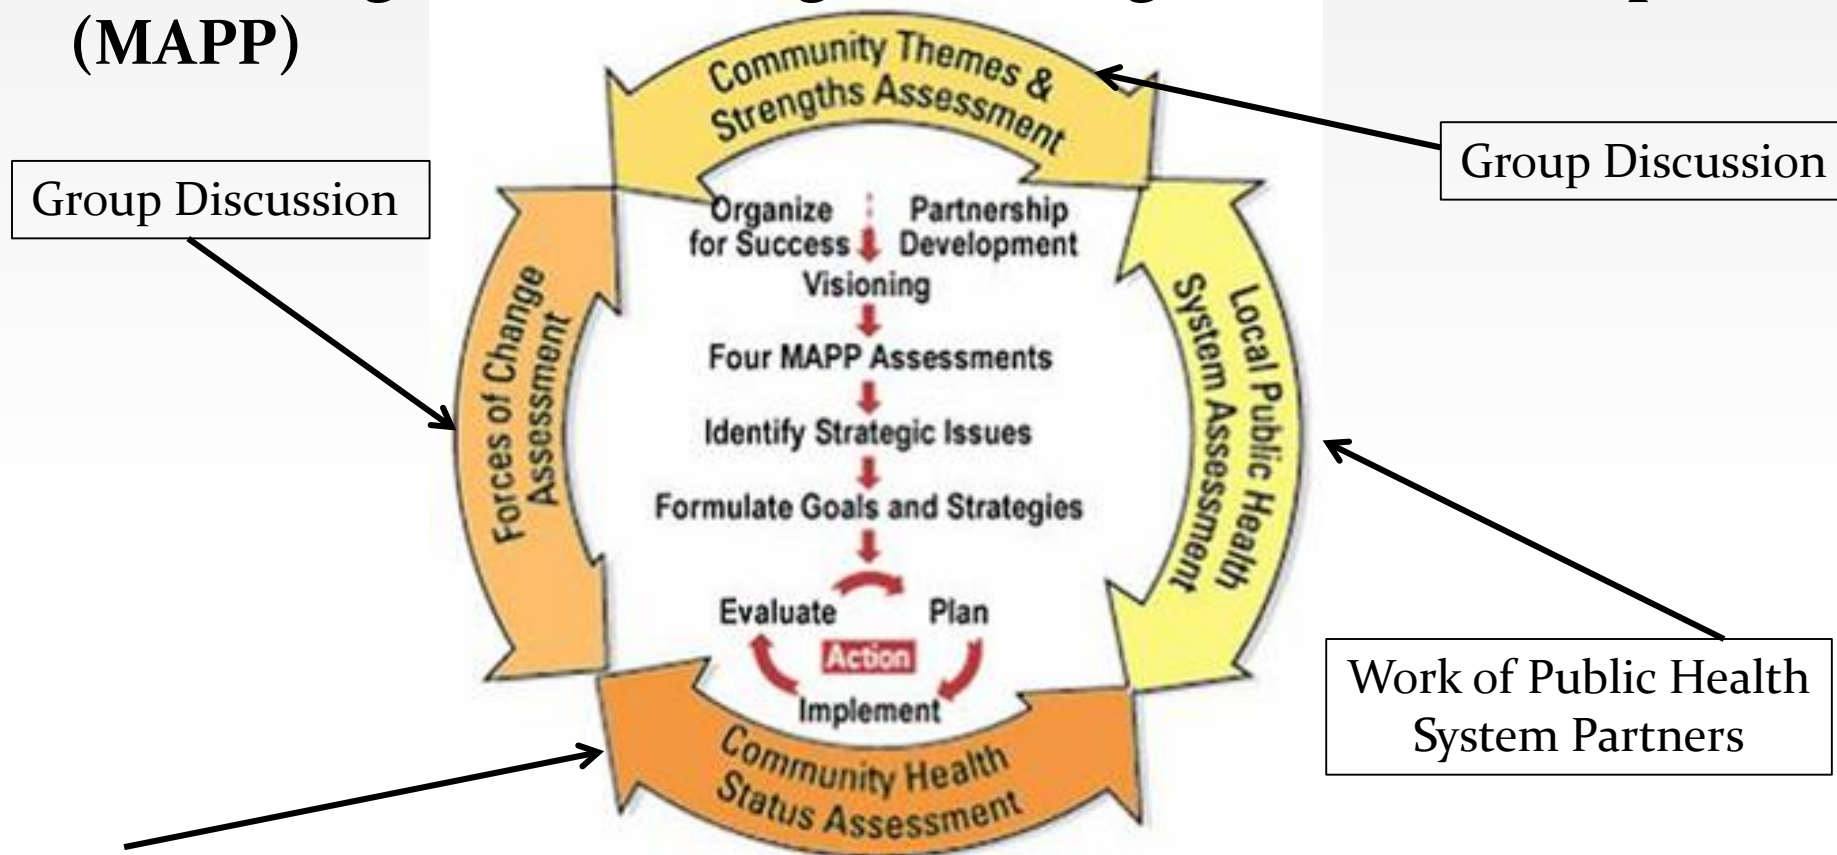 (MAPP)
Community Themes &
Strengths Assessment
Group Discussion
Group Discussion
Organize
for Success
Partnership
Development
Visioning
Four MAPP Assessments
Identify Strategic Issues
Formulate Goals and Strategies
Evaluate
Plan
Action
Implement
Forces of Change
Assessment
Local Public Health
System Assessment
Work of Public Health
System Partners
Community Health
Status Assessment